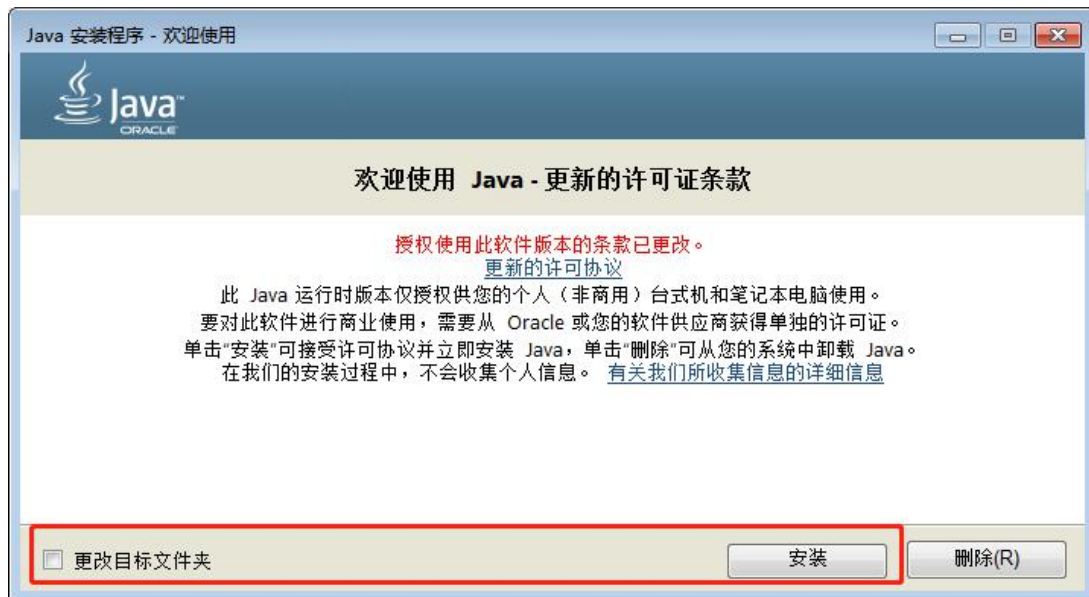 Java 安装程序 - 欢迎使用
Java™
ORACLE
欢迎使用 Java - 更新的许可证条款
授权使用此软件版本的条款已更改。
更新的许可协议
此 Java 运行时版本仅授权供您的个人（非商用）台式机和笔记本电脑使用。
要对此软件进行商业使用，需要从 Oracle 或您的软件供应商获得单独的许可证。
单击"安装"可接受许可协议并立即安装 Java，单击"删除"可从您的系统中卸载 Java。
在我们的安装过程中，不会收集个人信息。 有关我们所收集信息的详细信息
更改目标文件夹 安装 删除(R)